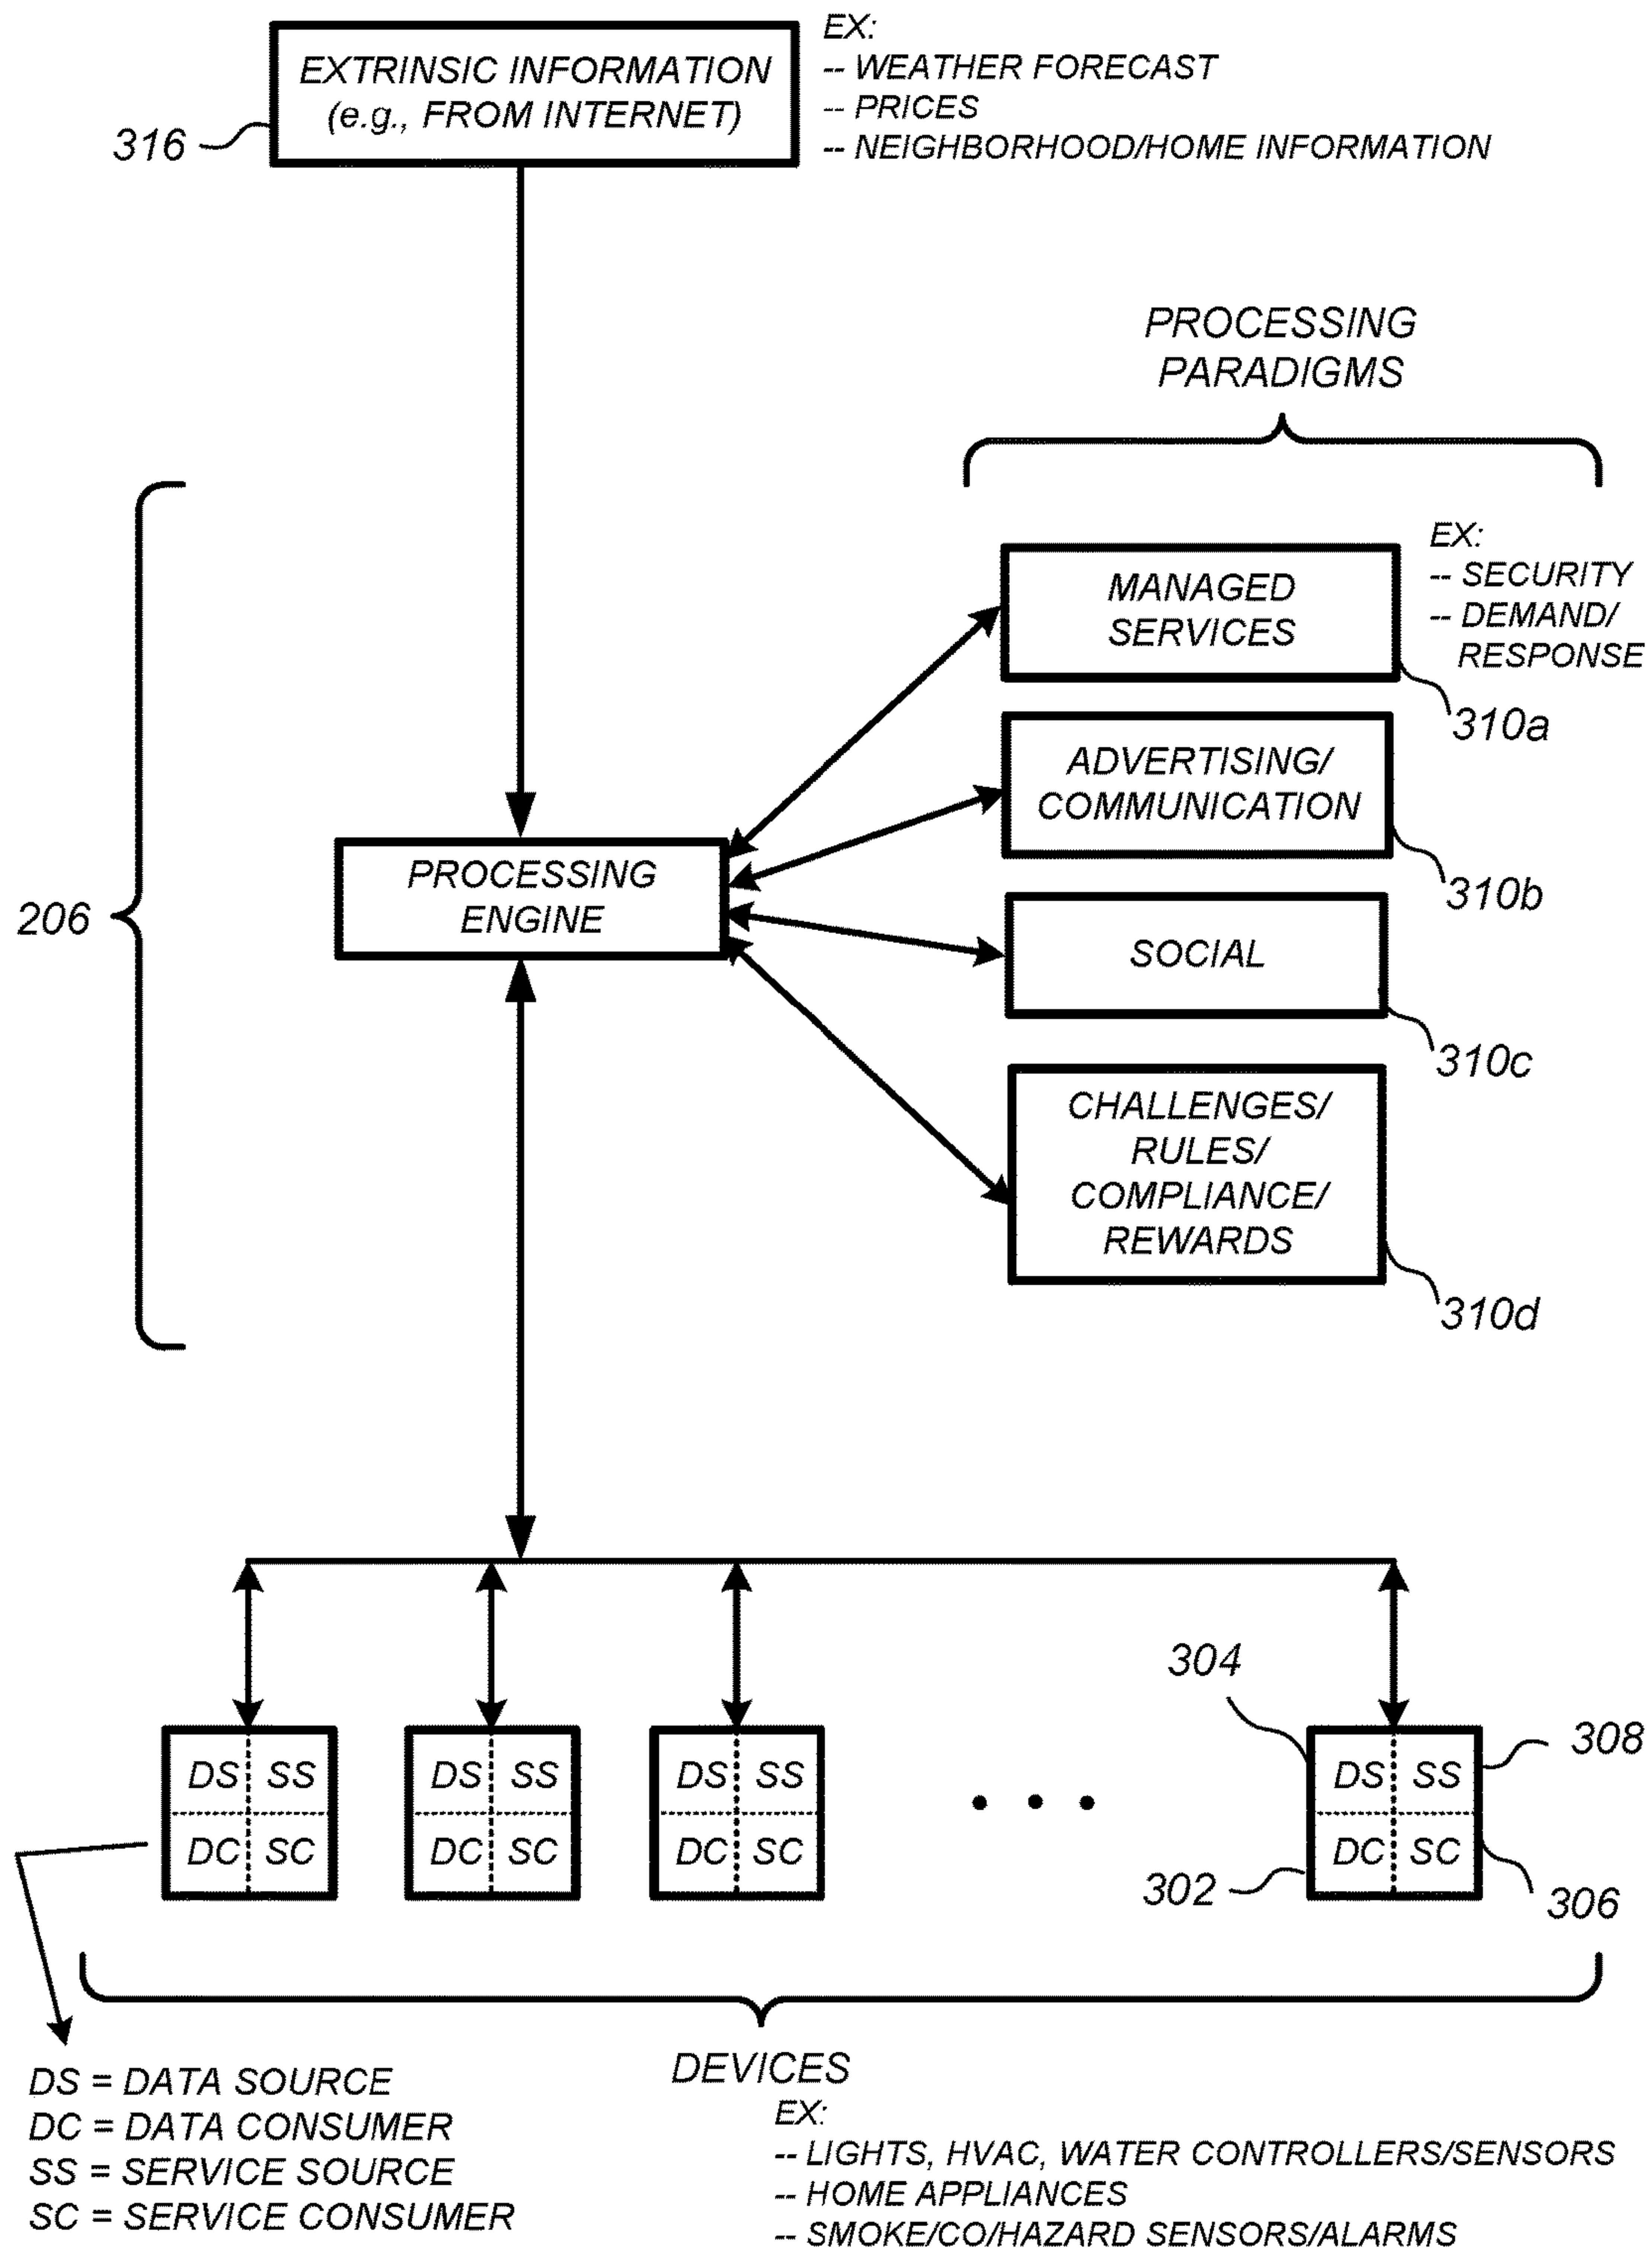 EXTRINSIC INFORMATION
(e.g., FROM INTERNET)
316
EX:
-- WEATHER FORECAST
-- PRICES
-- NEIGHBORHOOD/HOME INFORMATION
PROCESSING
PARADIGMS
206
PROCESSING
ENGINE
MANAGED
SERVICES
EX:
-- SECURITY
-- DEMAND/
RESPONSE
310a
ADVERTISING/
COMMUNICATION
310b
SOCIAL
310c
CHALLENGES/
RULES/
COMPLIANCE/
REWARDS
310d
304
308
DS SS
DC SC
DS SS
DC SC
DS SS
DC SC
DS SS
DC SC
302
306
DS = DATA SOURCE
DC = DATA CONSUMER
SS = SERVICE SOURCE
SC = SERVICE CONSUMER
DEVICES
EX:
-- LIGHTS, HVAC, WATER CONTROLLERS/SENSORS
-- HOME APPLIANCES
-- SMOKE/CO/HAZARD SENSORS/ALARMS